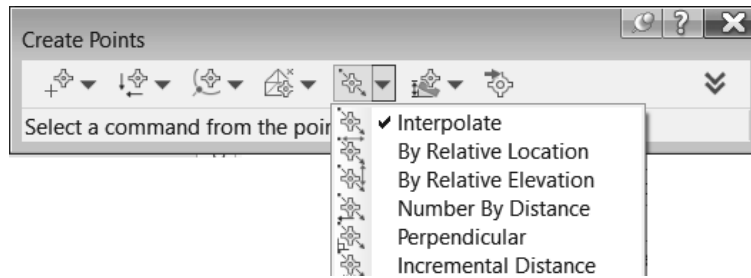 Create Points
Select a command from the poi
Interpolate
By Relative Location
By Relative Elevation
Number By Distance
Perpendicular
Incremental Distance